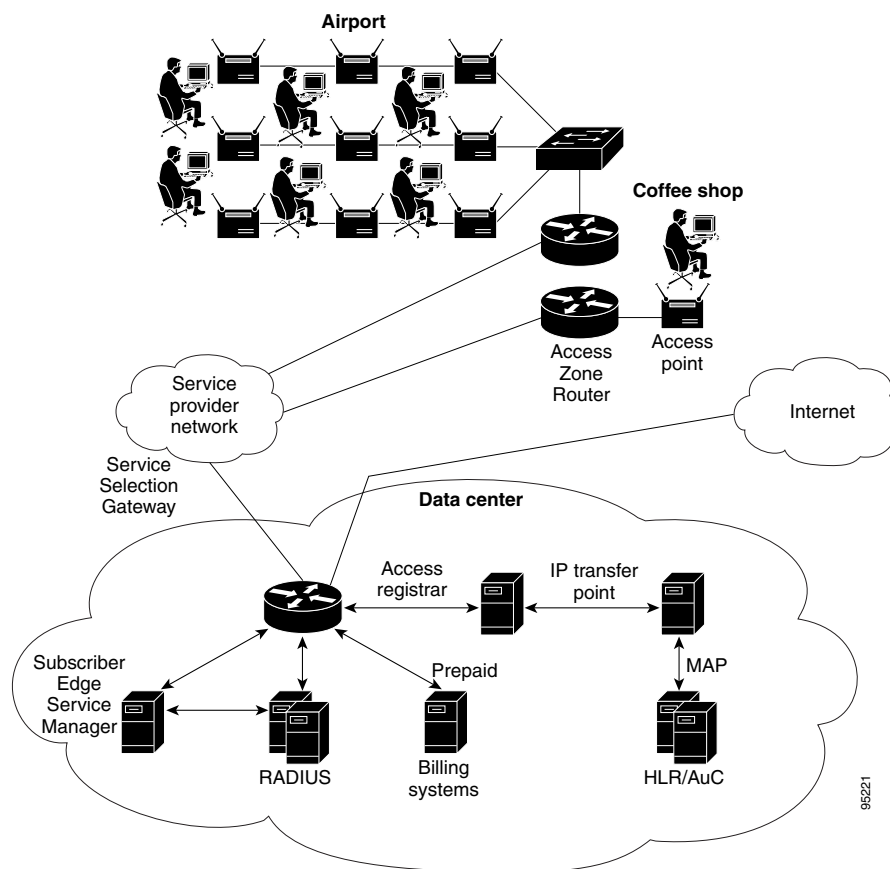 Airport
Coffee shop
Access
Zone
Router
Access
point
Service
provider
network
Internet
Service
Selection
Gateway
Data center
Access
registrar
IP transfer
point
Subscriber
Edge
Service
Manager
Prepaid
MAP
RADIUS
Billing
systems
HLR/AuC
95221